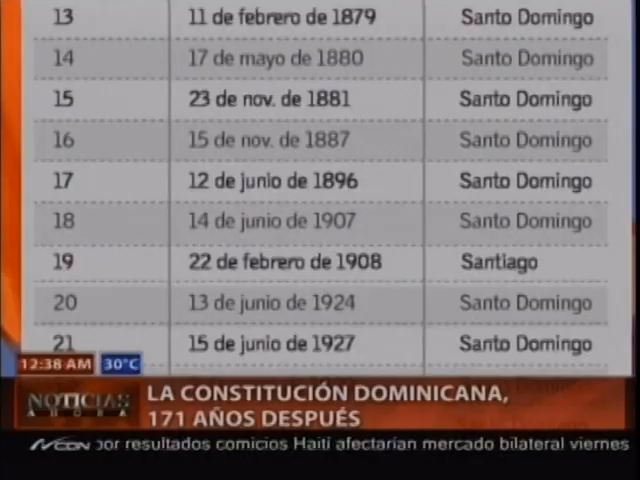 13 11 de febrero de 1879 Santo Domingo
14 17 de mayo de 1880 Santo Domingo
15 23 de nov. de 1881 Santo Domingo
16 15 de nov. de 1887 Santo Domingo
17 12 de junio de 1896 Santo Domingo
18 14 de junio de 1907 Santo Domingo
19 22 de febrero de 1908 Santiago
20 13 de junio de 1924 Santo Domingo
21 15 de junio de 1927 Santo Domingo
12:38 AM 30°C
NOTICIAS
AHORA
LA CONSTITUCIÓN DOMINICANA,
171 AÑOS DESPUÉS
por resultados comicios Haití afectarían mercado bilateral viernes